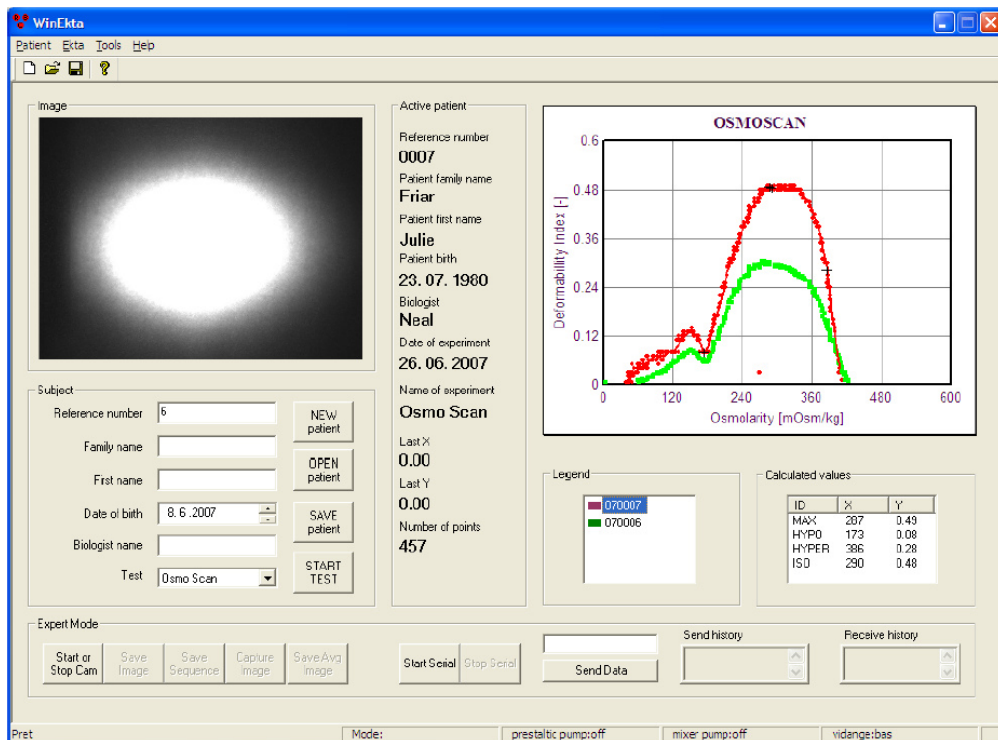 WinEkta
Patient Ekta Tools Help
Image
Subject
Reference number 6
Family name
First name
Date of birth 8. 6 .2007
Biologist name
Test Osmo Scan
NEW
patient
OPEN
patient
SAVE
patient
START
TEST
Active patient
Reference number
0007
Patient family name
Friar
Patient first name
Julie
Patient birth
23. 07. 1980
Biologist
Neal
Date of experiment
26. 06. 2007
Name of experiment
Osmo Scan
Last X
0.00
Last Y
0.00
Number of points
457
OSMOSCAN
Deformability Index [-]
0.6
0.48
0.36
0.24
0.12
0
0 120 240 360 480 600
Osmolarity [mOsm/kg]
Legend
070007
070006
Calculated values
ID X Y
MAX 287 0.49
HYPO 173 0.08
HYPER 386 0.28
ISO 290 0.48
Expert Mode
Start or
Stop Cam
Save
Image
Save
Sequence
Capture
Image
Save Avg
Image
Start Serial
Stop Serial
Send Data
Send history
Receive history
Pret
Mode:
prestaltic pump:off
mixer pump:off
vidange:bas